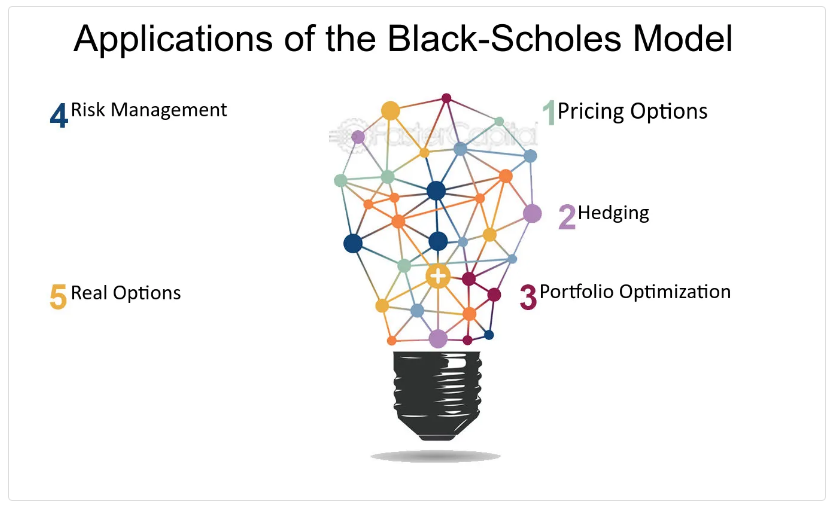 Applications of the Black-Scholes Model
4 Risk Management
FasterCapital
1 Pricing Options
2 Hedging
5 Real Options
3 Portfolio Optimization